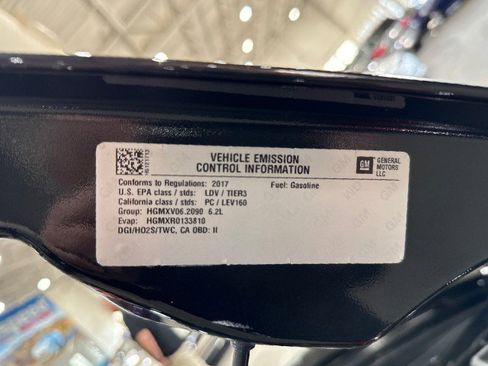 VEHICLE EMISSION
CONTROL INFORMATION
GM
GENERAL
MOTORS
LLC
Conforms to Regulations: 2017
Fuel: Gasoline
U.S. EPA class / stds: LDV / TIER3
California class / stds: PC / LEV160
Group: HGMXV06.2090 6.2L
Evap: HGMXR0133810
DGI/HO2S/TWC, CA OBD: II